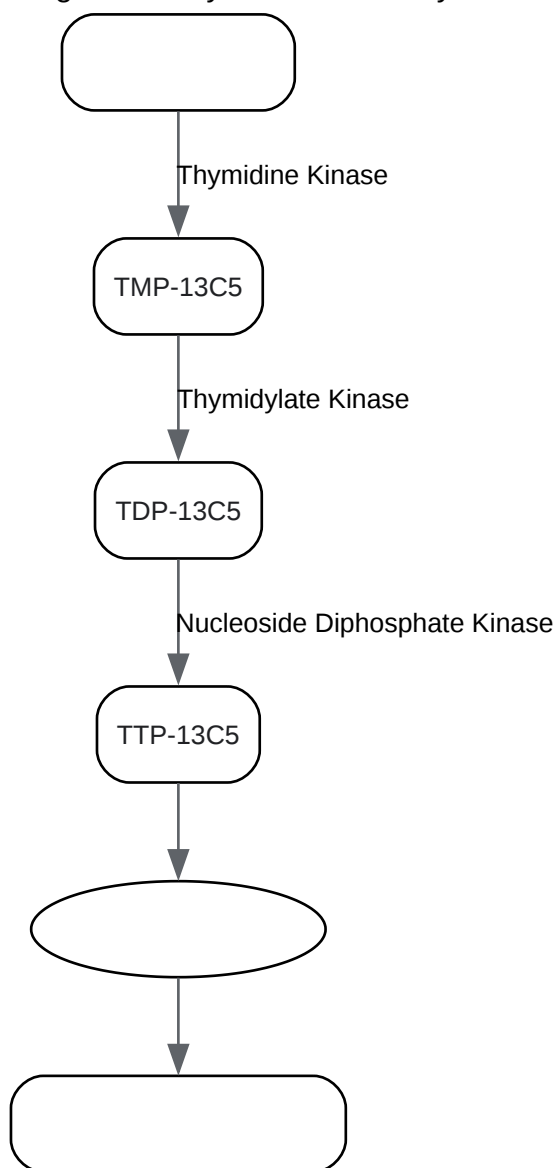 Thymidine Kinase
TMP-13C5
Thymidylate Kinase
TDP-13C5
Nucleoside Diphosphate Kinase
TTP-13C5